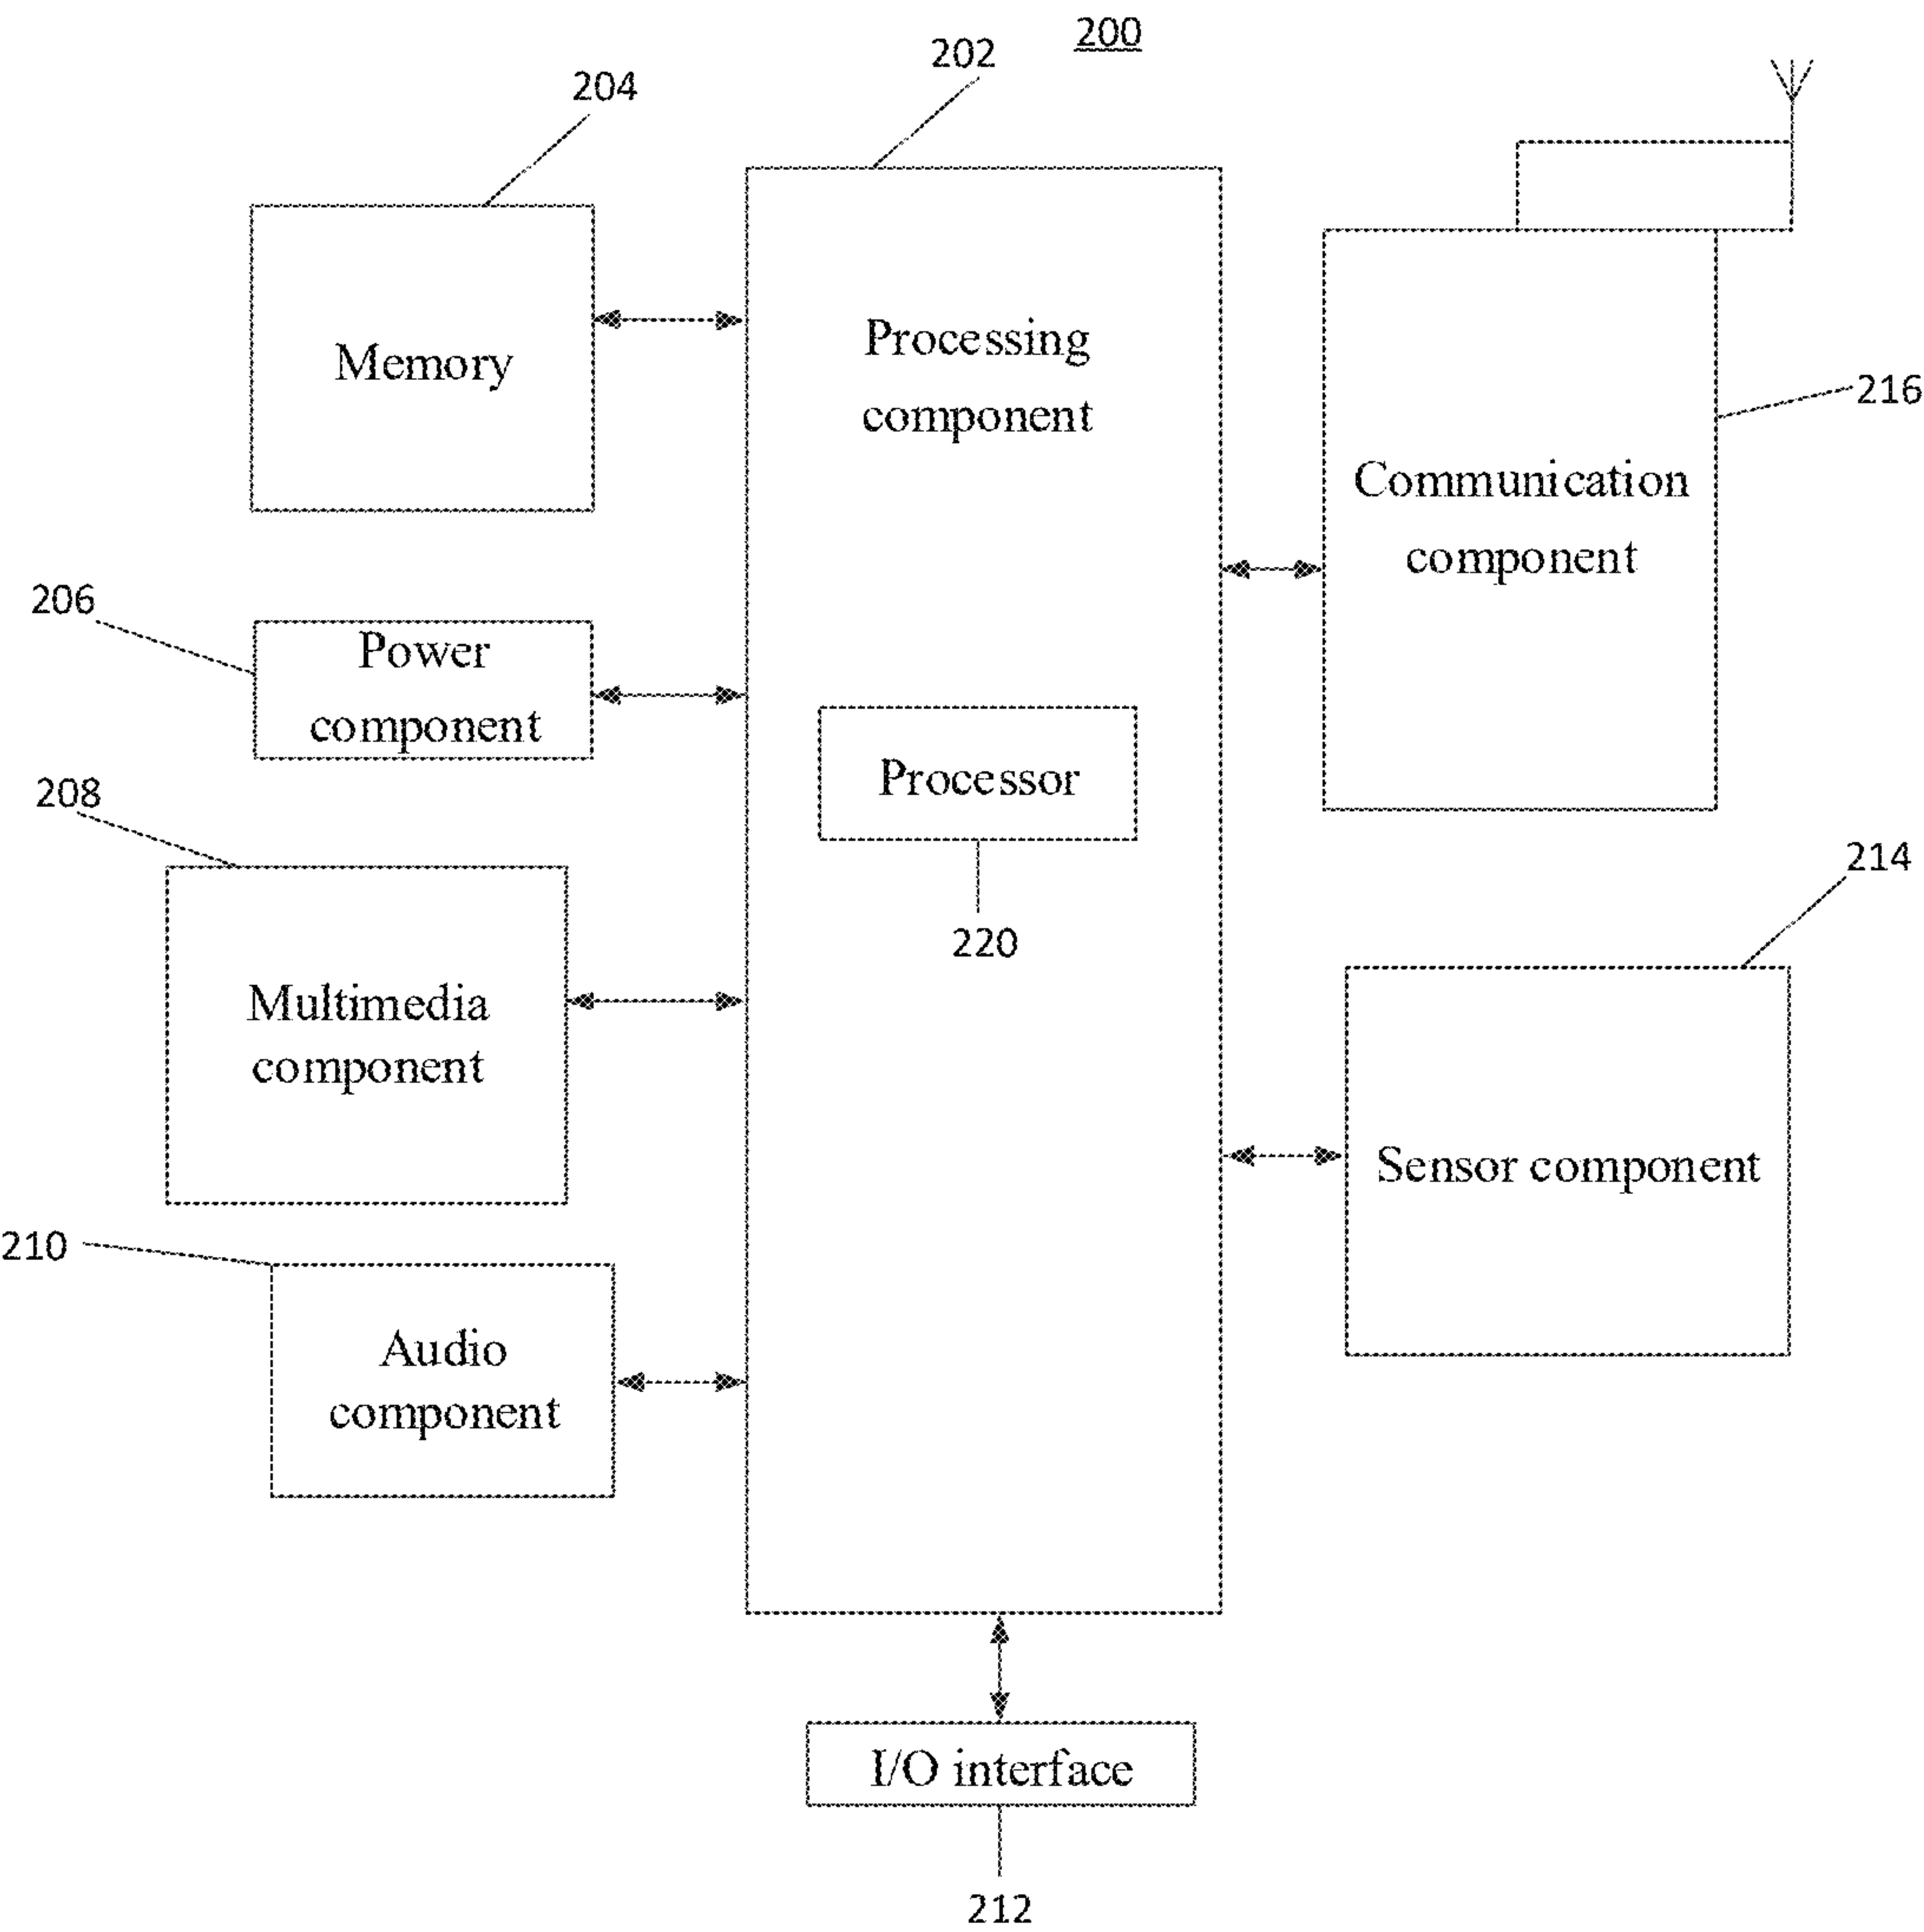 200
202
204
Memory
Processing
component
216
Communication
component
206
Power
component
Processor
220
208
Multimedia
component
214
Sensor component
210
Audio
component
I/O interface
212